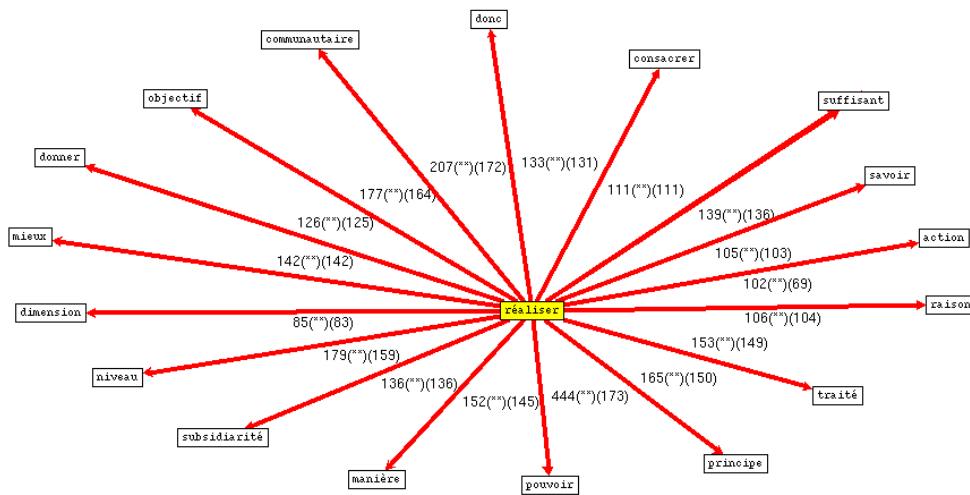 donc
communautaire
consacrer
objectif
suffisant
donner
savoir
mieux
action
dimension
raison
niveau
traité
subsidiarité
principe
manière
pouvoir
réaliser
207(**)(172)
133(**)(131)
177(**)(164)
111(**)(111)
126(**)(125)
139(**)(136)
142(**)(142)
105(**)(103)
102(**)(69)
85(**)(83)
106(**)(104)
179(**)(159)
153(**)(149)
136(**)(136)
165(**)(150)
152(**)(145)
444(**)(173)